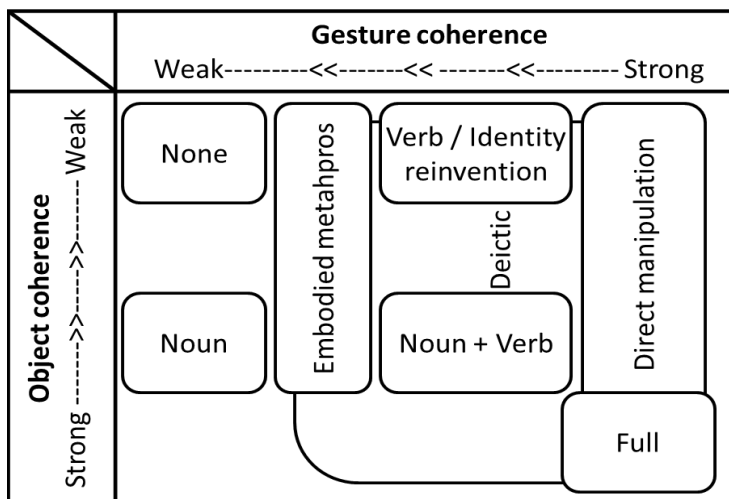 Gesture coherence
Weak---------<<------<< -------<<-------- Strong
Object coherence
Strong ------>>----->>------ Weak
None
Embodied metahpros
Verb / Identity
reinvention
Deictic
Direct manipulation
Noun
Noun + Verb
Full